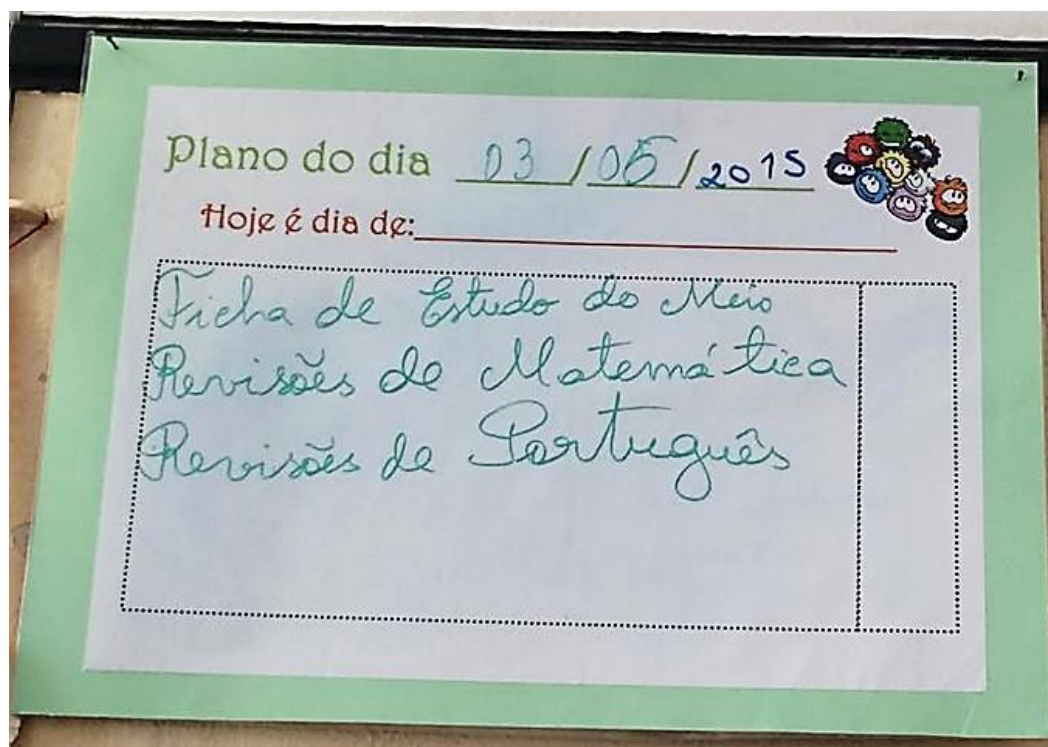 Plano do dia 03/05/2015
Hoje é dia de:
Ficha de Estudo do Meio
Revisões de Matemática
Revisões de Português